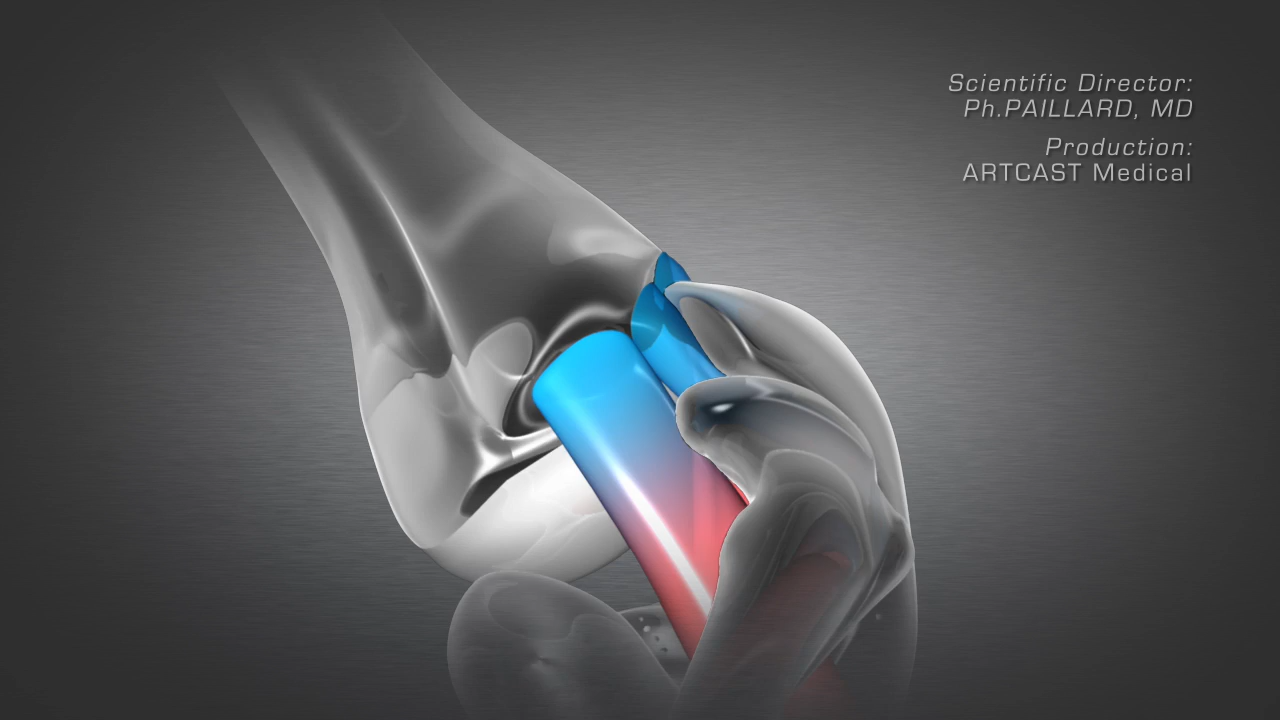 Scientific Director:
Ph.PAILLARD, MD
Production:
ARTCAST Medical